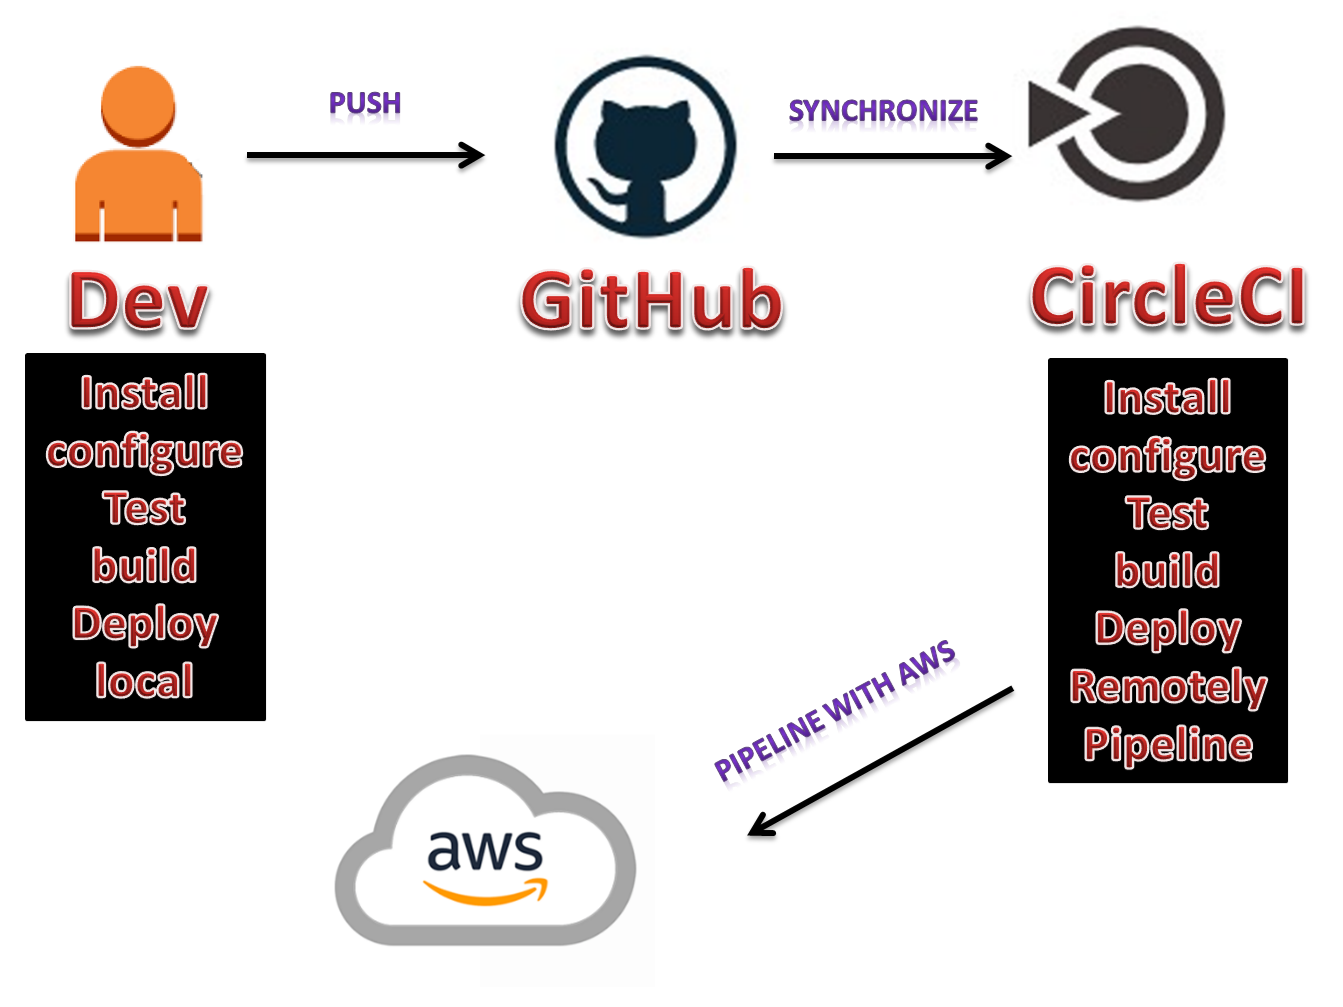 PUSH
SYNCHRONIZE
Dev
GitHub
CircleCI
Install
configure
Test
build
Deploy
local
Install
configure
Test
build
Deploy
Remotely
Pipeline
PIPELINE WITH AWS
aws